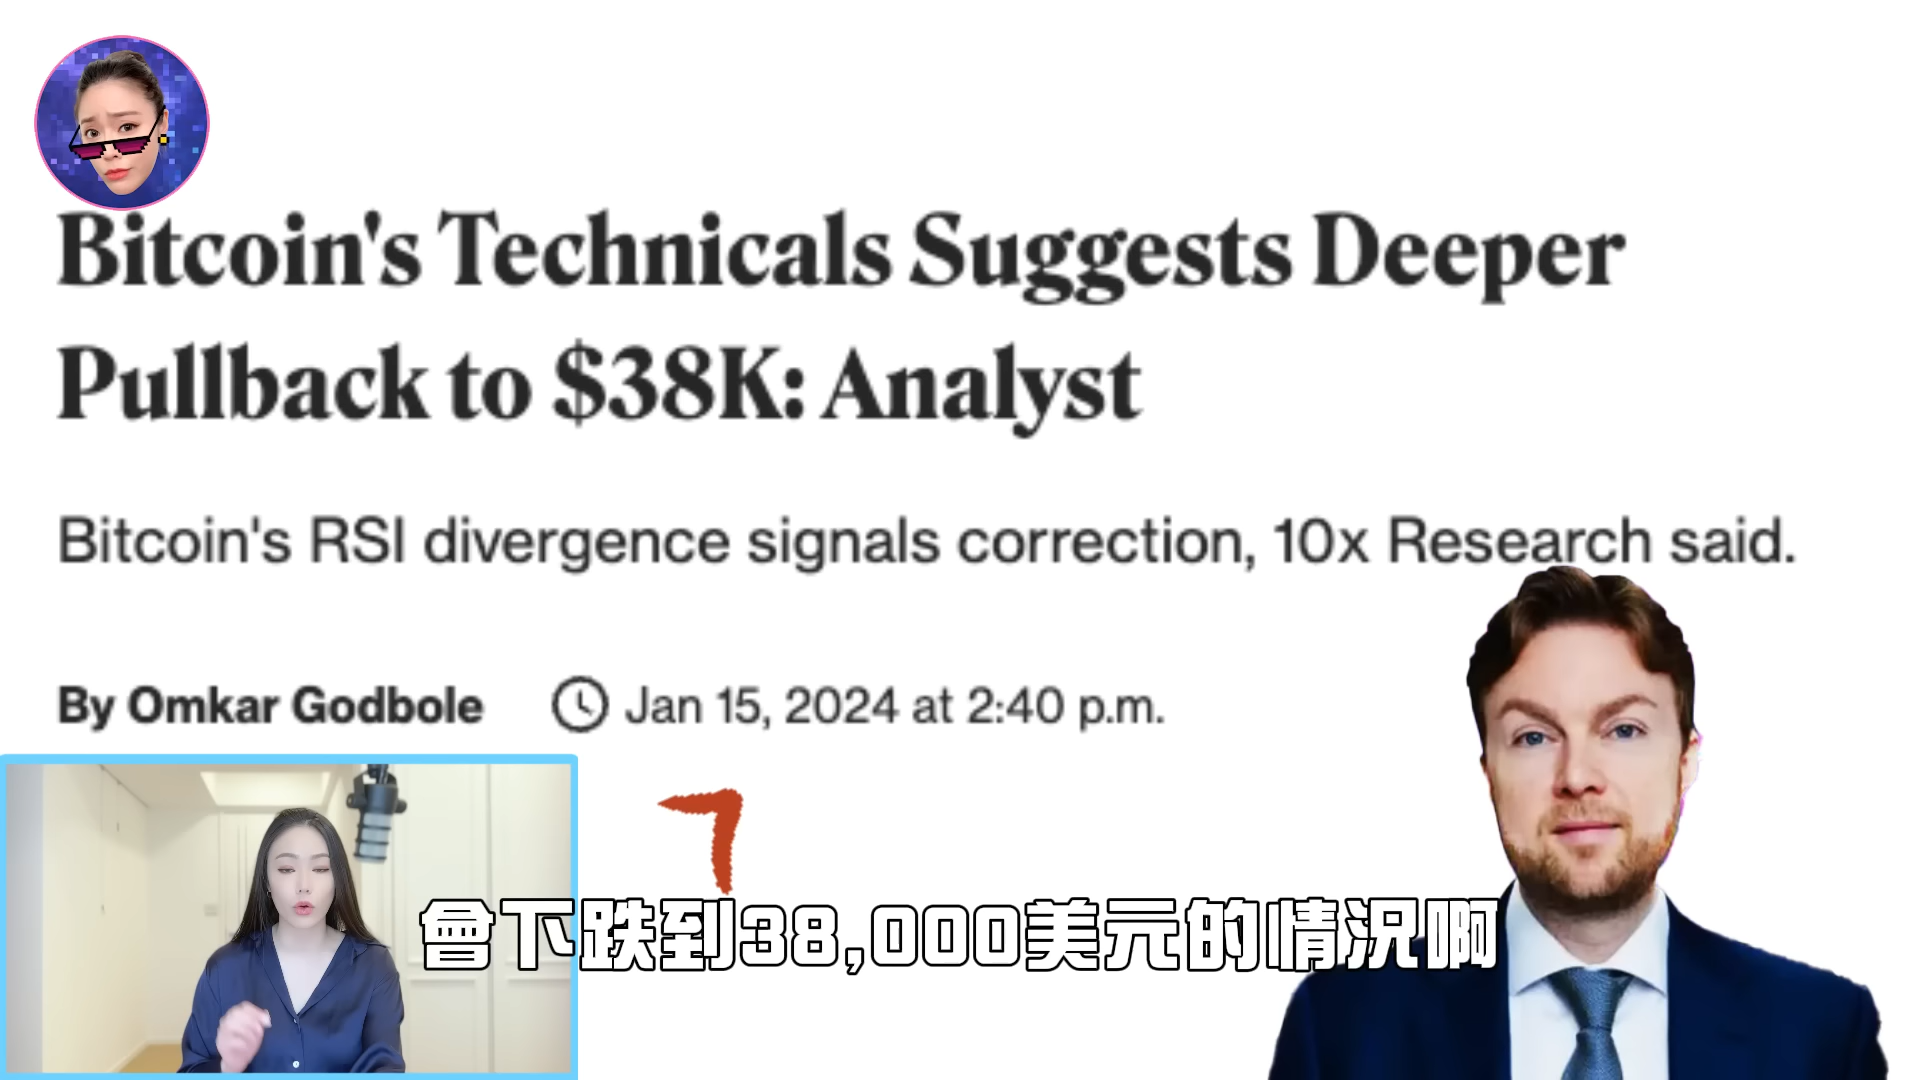 Bitcoin's Technicals Suggests Deeper
Pullback to $38K: Analyst
Bitcoin's RSI divergence signals correction, 10x Research said.
By Omkar Godbole Jan 15, 2024 at 2:40 p.m.
會下跌到38,000美元的情況啊